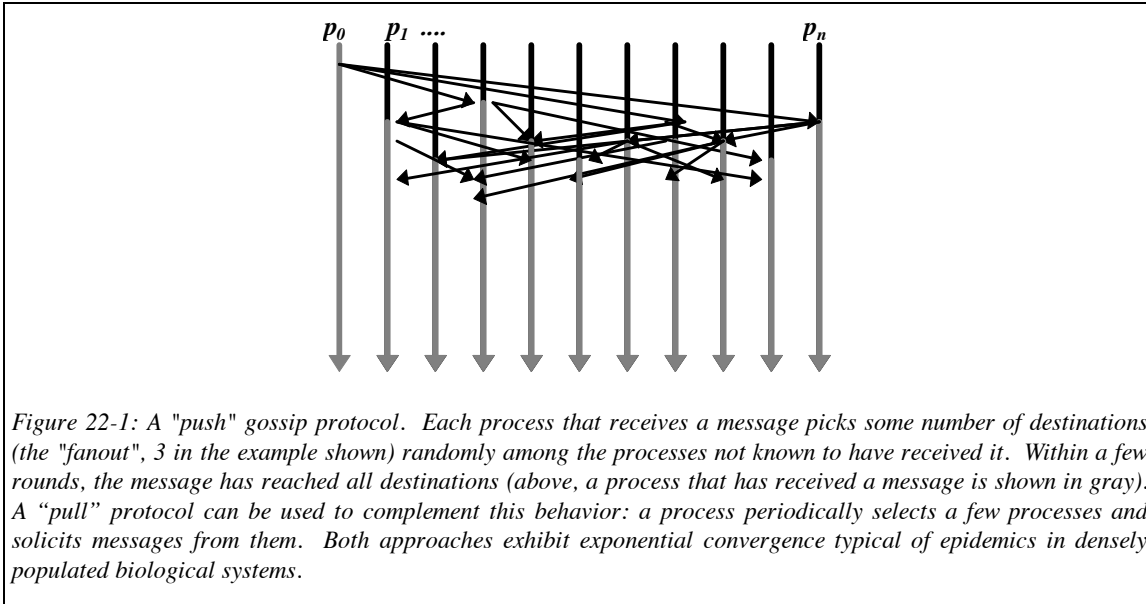 p0 p1 .... pn
Figure 22-1: A "push" gossip protocol. Each process that receives a message picks some number of destinations
(the "fanout", 3 in the example shown) randomly among the processes not known to have received it. Within a few
rounds, the message has reached all destinations (above, a process that has received a message is shown in gray).
A “pull” protocol can be used to complement this behavior: a process periodically selects a few processes and
solicits messages from them. Both approaches exhibit exponential convergence typical of epidemics in densely
populated biological systems.